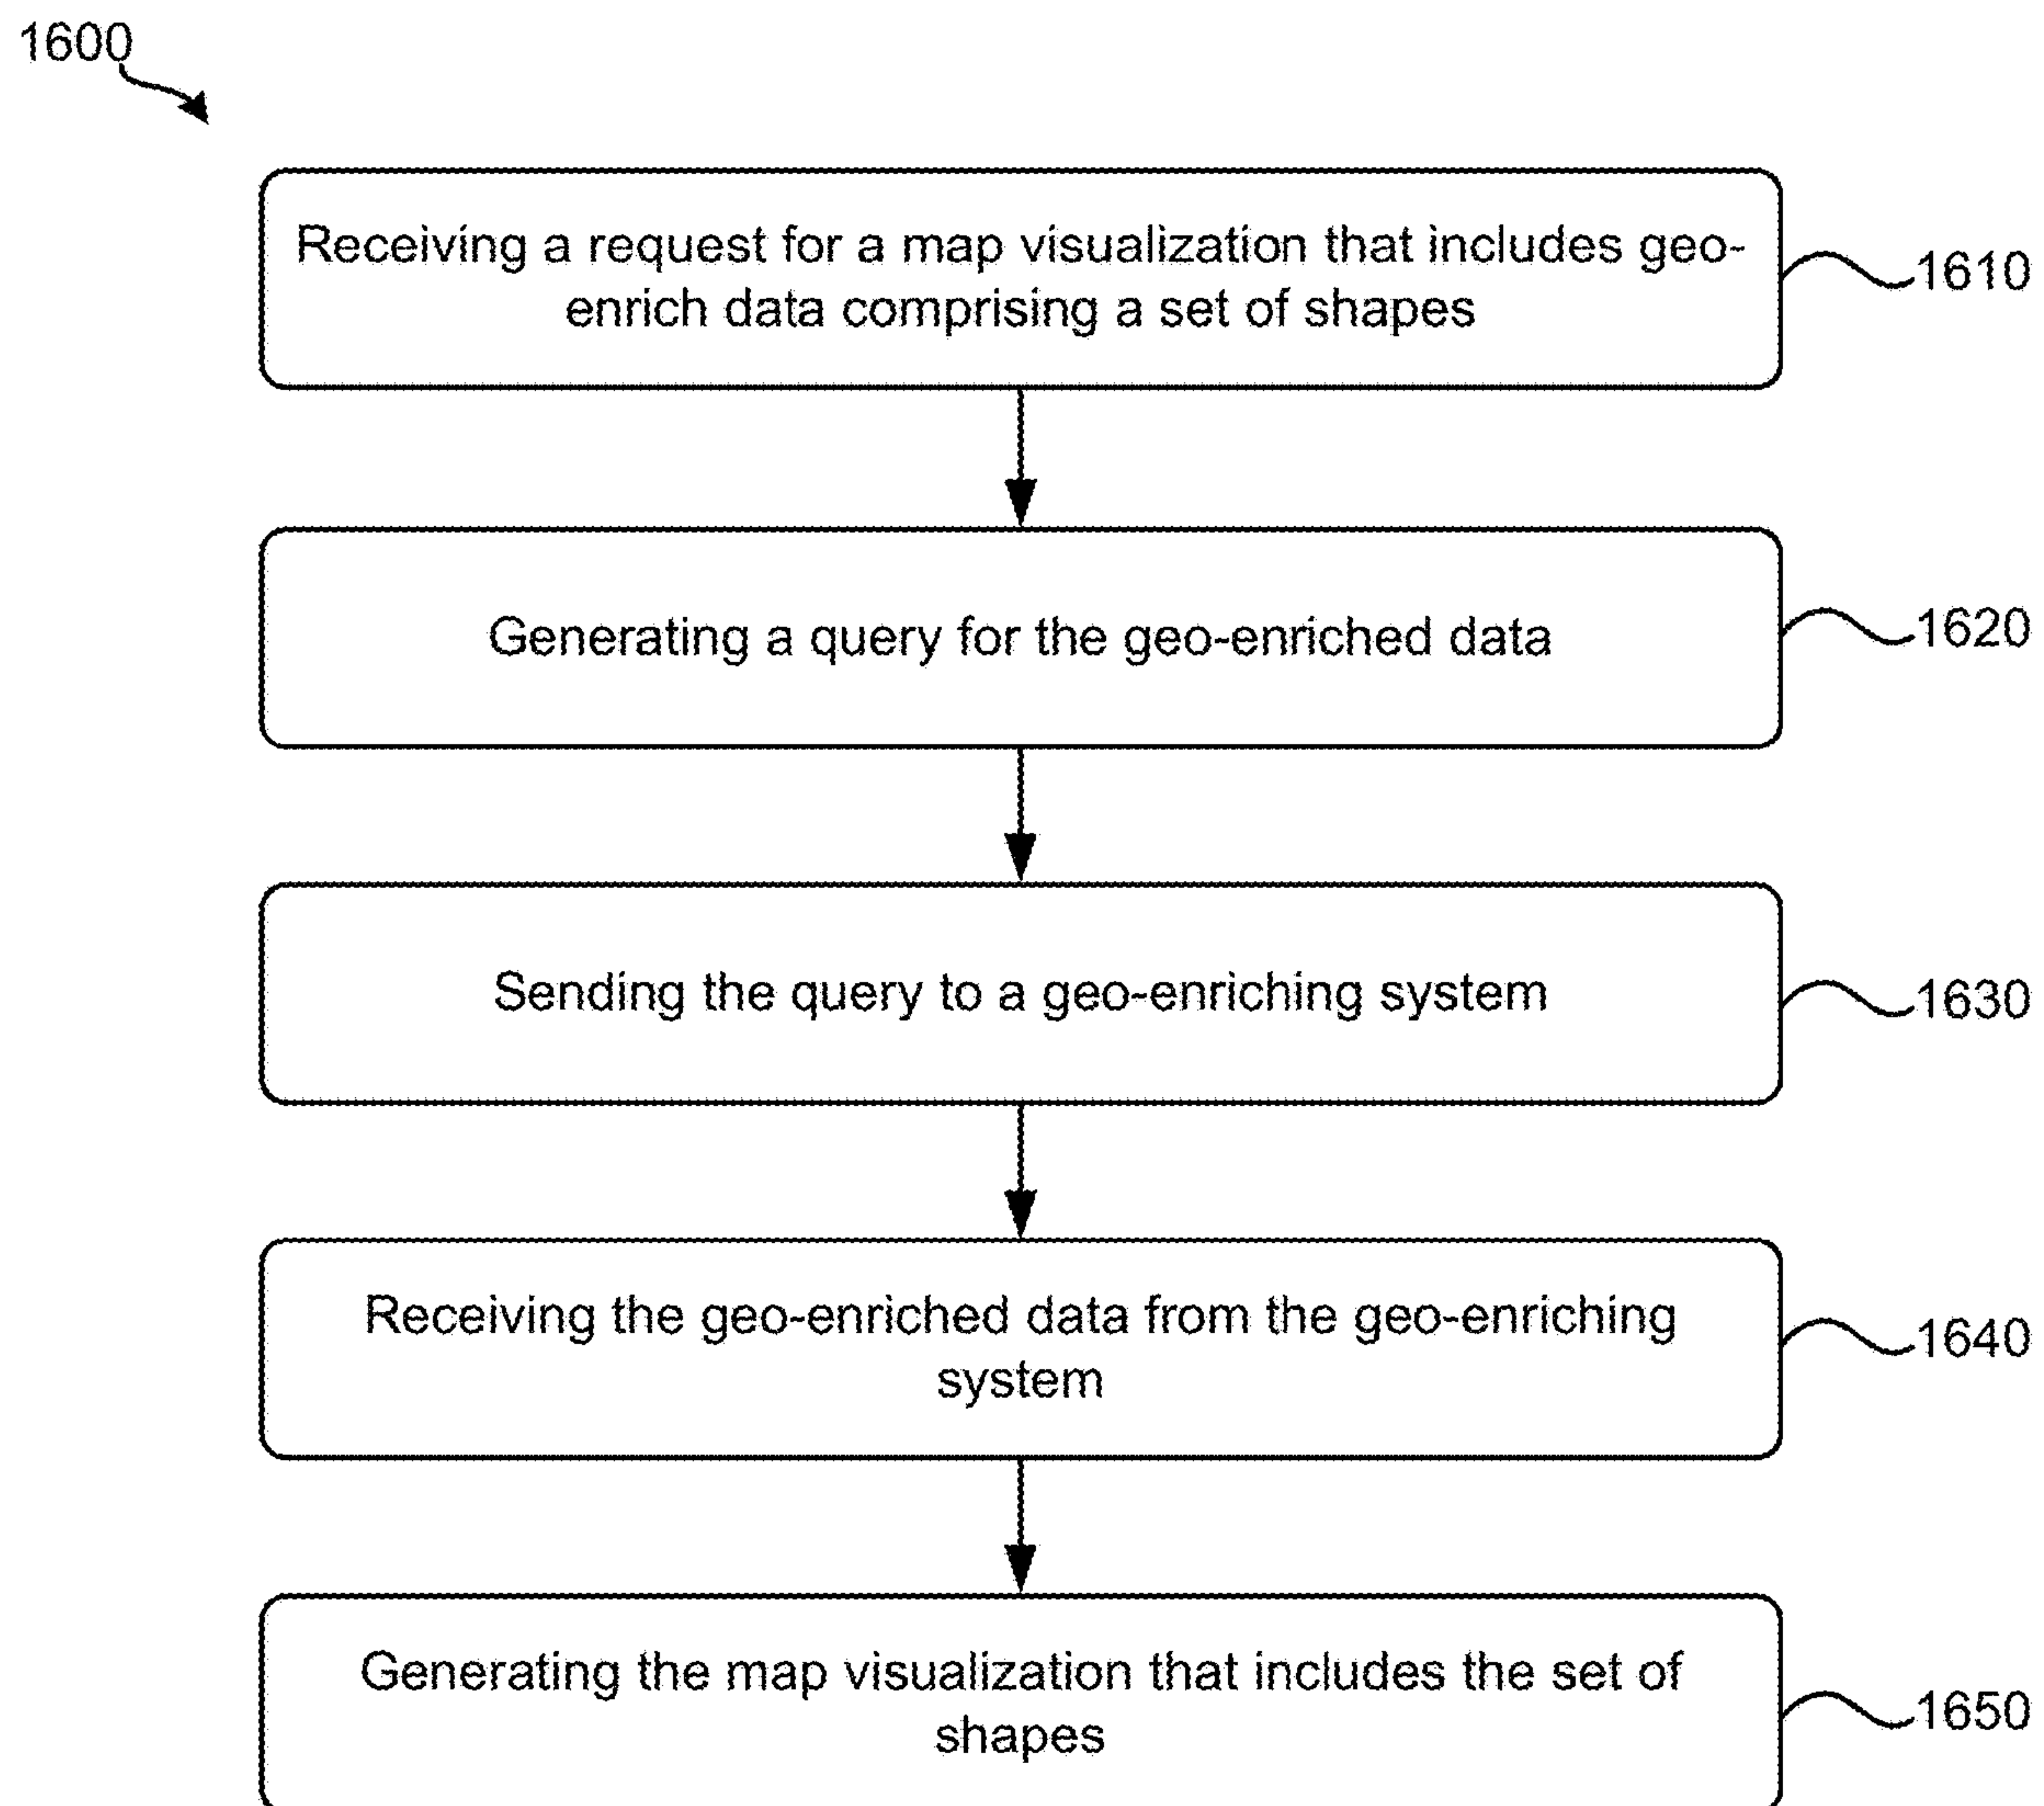 1600
Receiving a request for a map visualization that includes geo-
enrich data comprising a set of shapes
1610
Generating a query for the geo-enriched data
1620
Sending the query to a geo-enriching system
1630
Receiving the geo-enriched data from the geo-enriching
system
1640
Generating the map visualization that includes the set of
shapes
1650